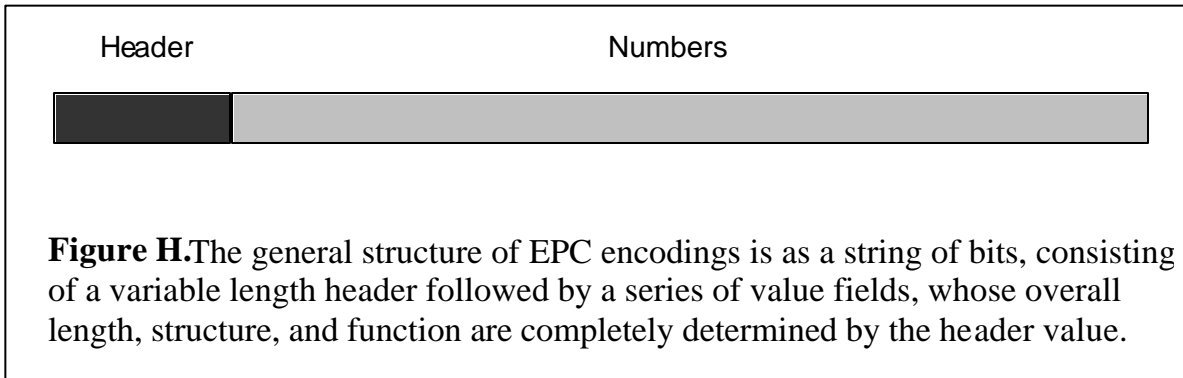 Header Numbers
Figure H.The general structure of EPC encodings is as a string of bits, consisting
of a variable length header followed by a series of value fields, whose overall
length, structure, and function are completely determined by the header value.